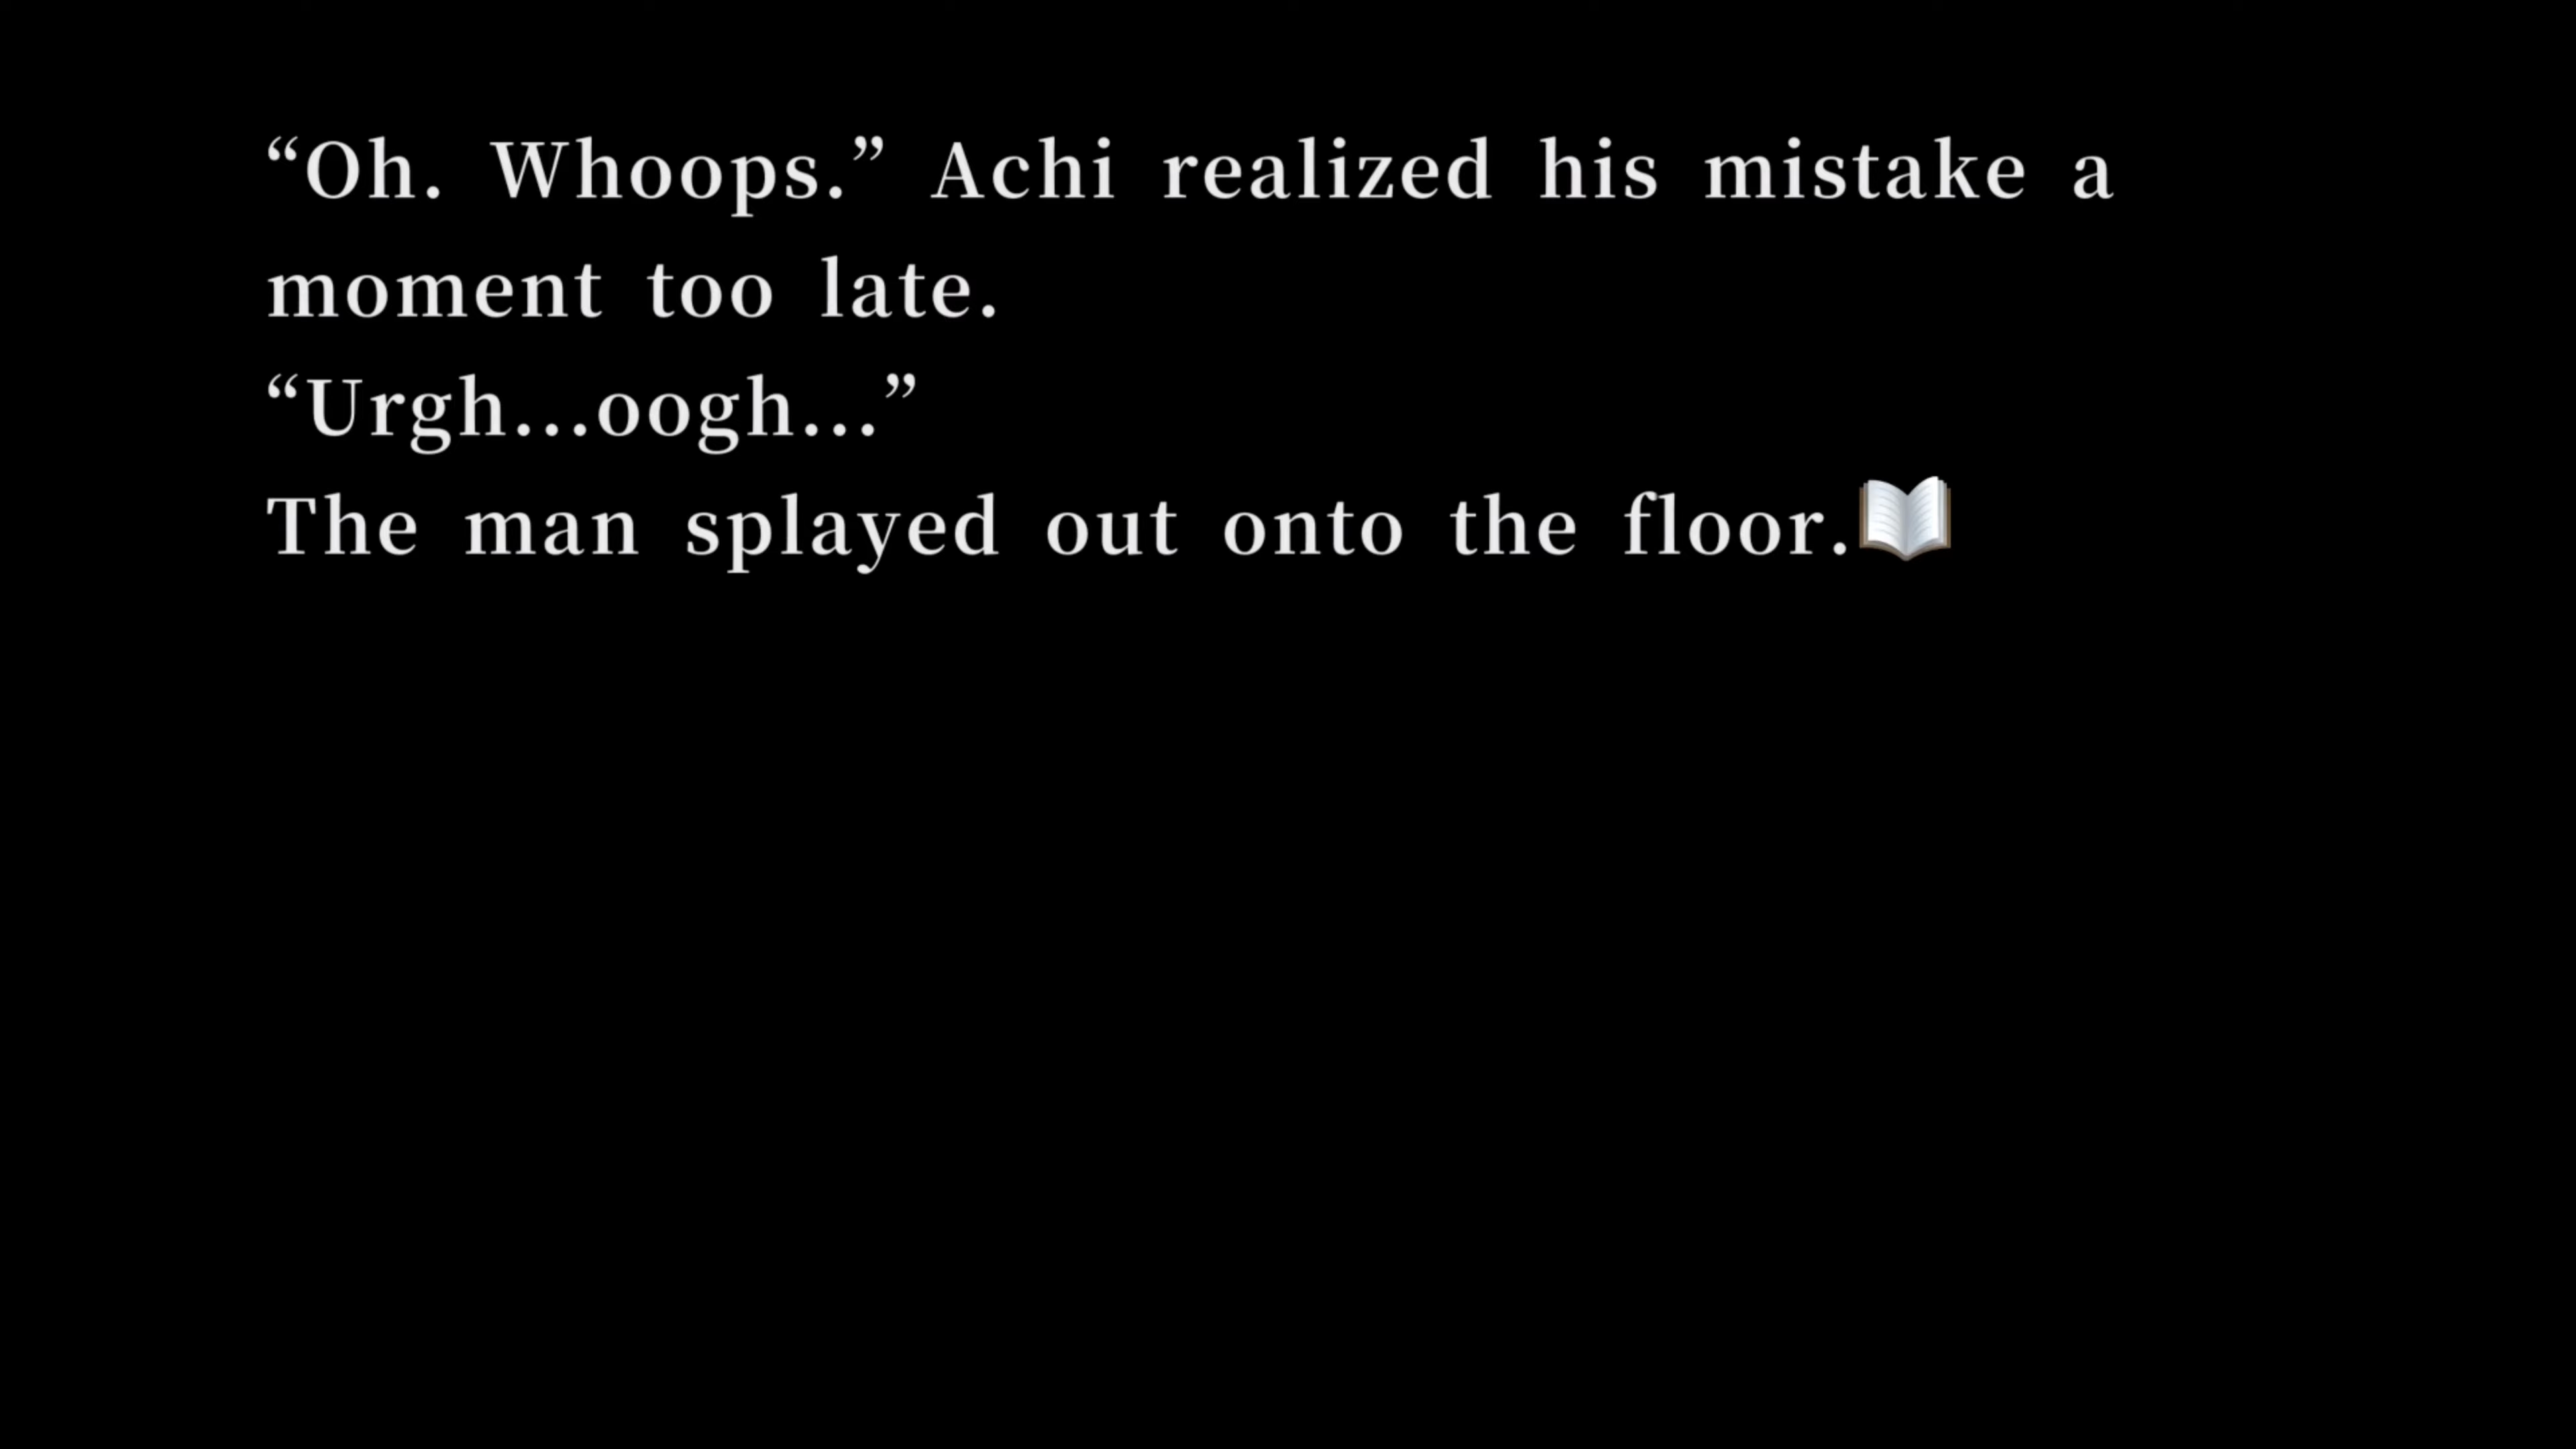 “Oh. Whoops.” Achi realized his mistake a
moment too late.
“Urgh...oogh...”
The man splayed out onto the floor.